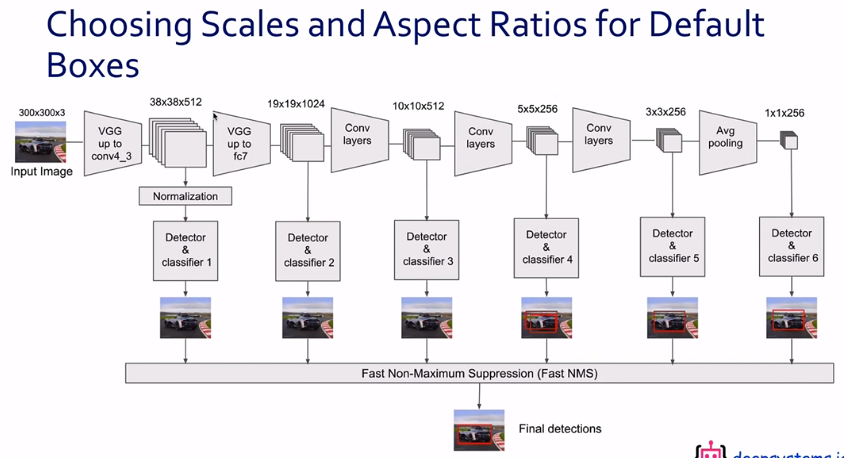 Choosing Scales and Aspect Ratios for Default
Boxes
300x300x3
38x38x512
19x19x1024
10x10x512
5x5x256
3x3x256
1x1x256
VGG
up to
conv4_3
VGG
up to
fc7
Conv
layers
Conv
layers
Conv
layers
Avg
pooling
Input Image
Normalization
Detector
&
classifier 1
Detector
&
classifier 2
Detector
&
classifier 3
Detector
&
classifier 4
Detector
&
classifier 5
Detector
&
classifier 6
Fast Non-Maximum Suppression (Fast NMS)
Final detections